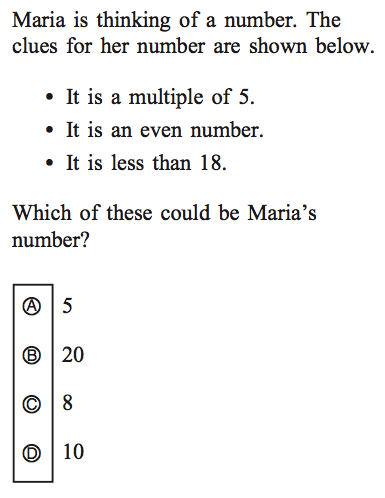 Maria is thinking of a number. The
clues for her number are shown below.
• It is a multiple of 5.
• It is an even number.
• It is less than 18.
Which of these could be Maria's
number?
Ⓐ 5
Ⓑ 20
Ⓒ 8
Ⓓ 10